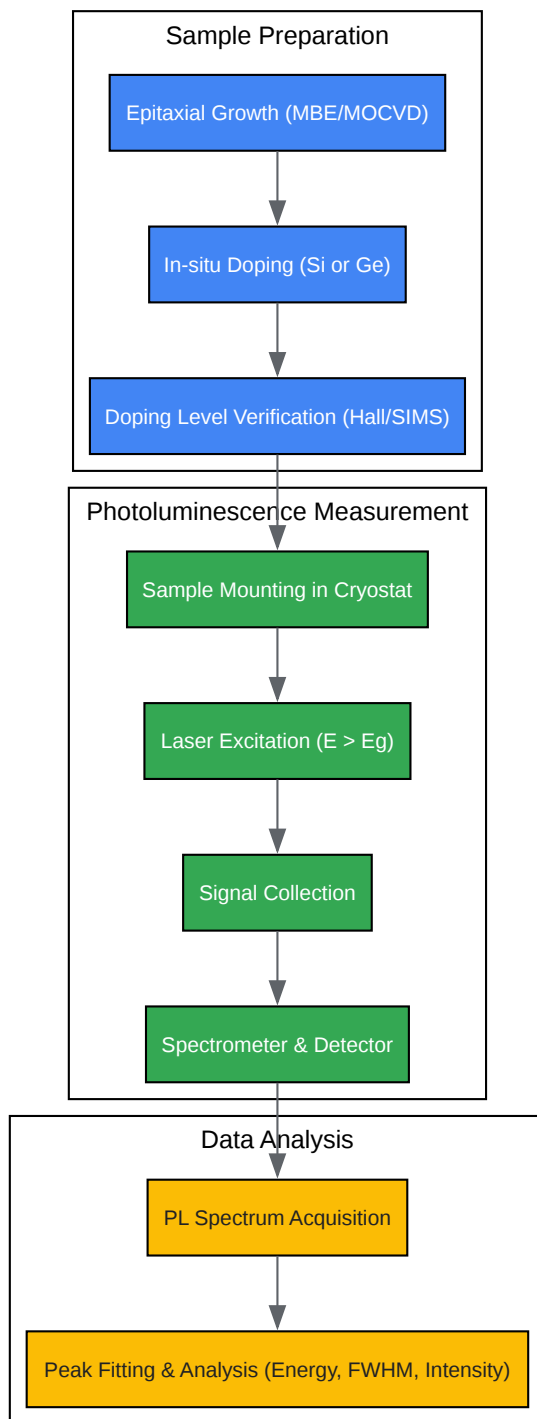 Sample Preparation
Epitaxial Growth (MBE/MOCVD)
In-situ Doping (Si or Ge)
Doping Level Verification (Hall/SIMS)
Photoluminescence Measurement
Sample Mounting in Cryostat
Laser Excitation (E > Eg)
Signal Collection
Spectrometer & Detector
Data Analysis
PL Spectrum Acquisition
Peak Fitting & Analysis (Energy, FWHM, Intensity)